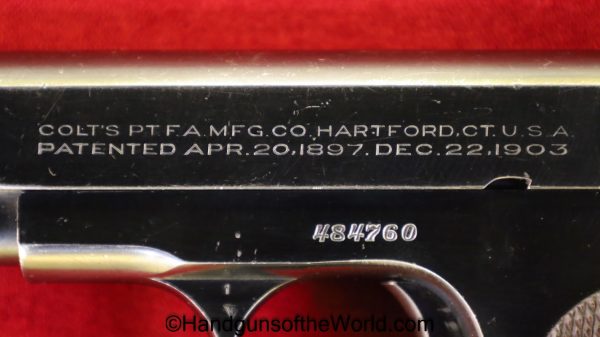 COLT'S PT. F.A. MFG. CO. HARTFORD, CT. U.S.A.
PATENTED APR. 20, 1897. DEC. 22, 1903
484760
©HandgunsoftheWorld.com